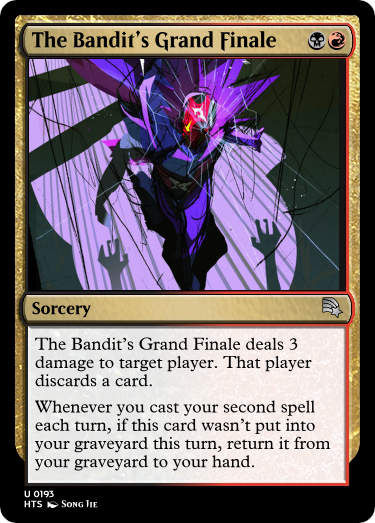 The Bandit's Grand Finale
Sorcery
The Bandit's Grand Finale deals 3
damage to target player. That player
discards a card.
Whenever you cast your second spell
each turn, if this card wasn't put into
your graveyard this turn, return it from
your graveyard to your hand.
U 0193
HTS Song Jie